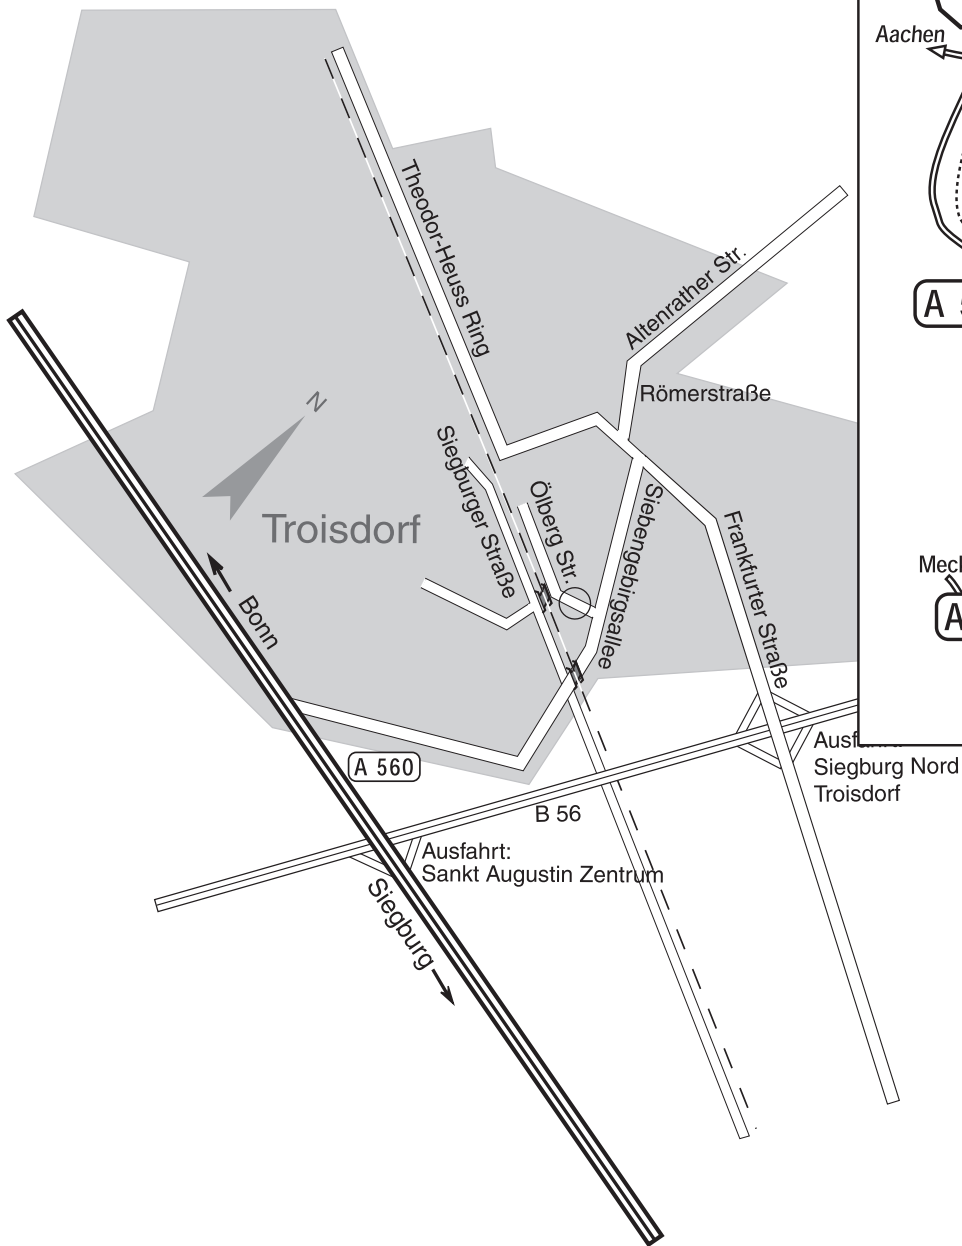 Aachen
Theodor-Heuss Ring
Altenrather Str.
A
Römerstraße
N
Siegburger Straße
Ölberg Str.
Siebengebirgsallee
Frankfurter Straße
Troisdorf
Bonn
A
A 560
Siegburg Nord
Troisdorf
B 56
Ausfahrt:
Sankt Augustin Zentrum
Siegburg